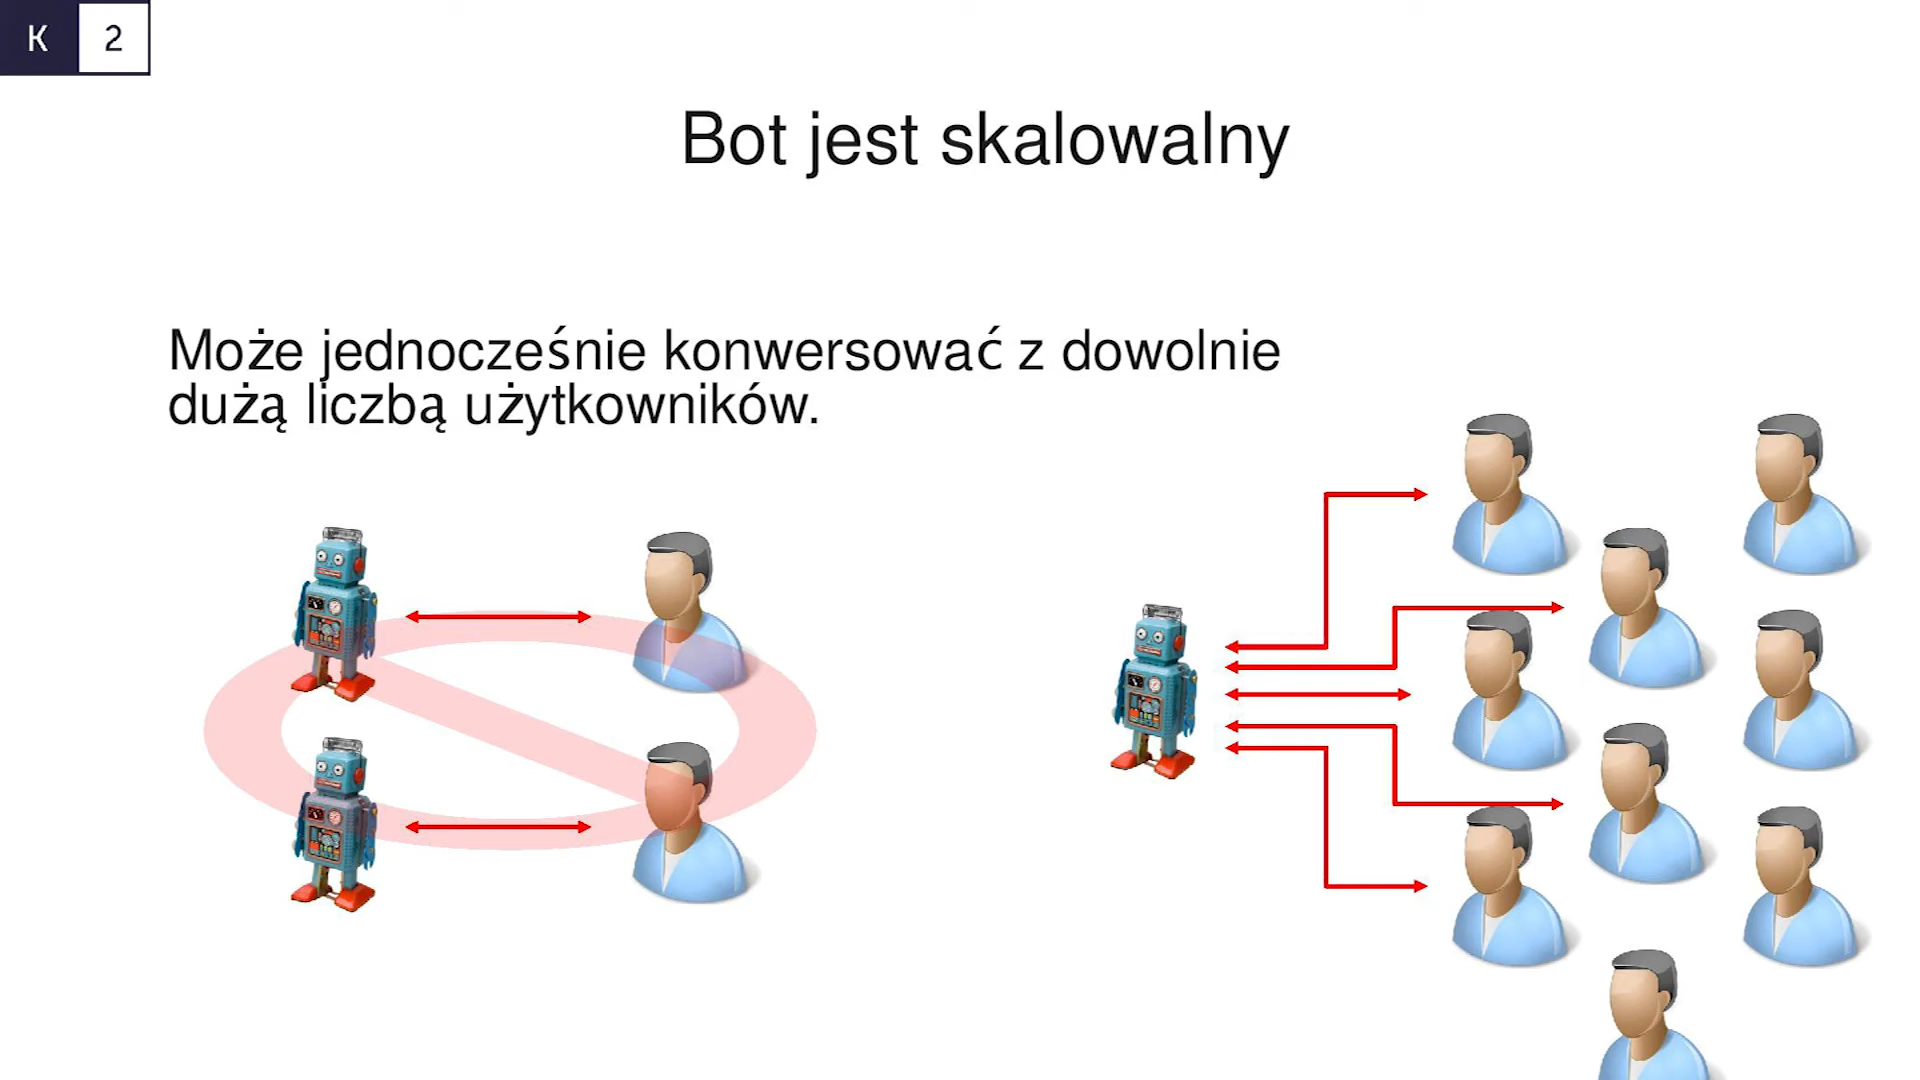 K 2
Bot jest skalowalny
Może jednocześnie konwersować z dowolnie
dużą liczbą użytkowników.